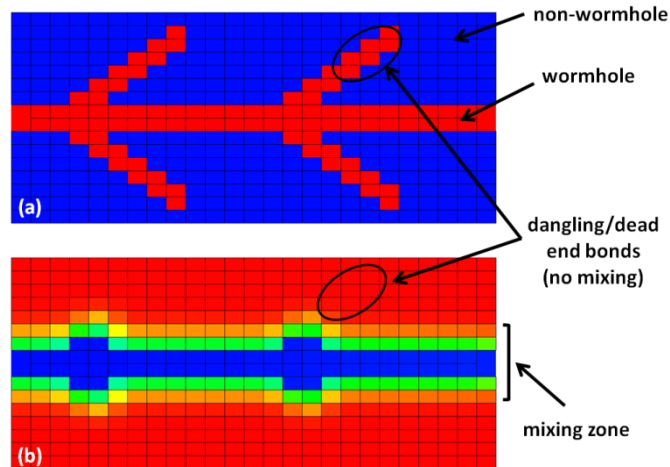 non-wormhole
wormhole
(a)
dangling/dead
end bonds
(no mixing)
mixing zone
(b)